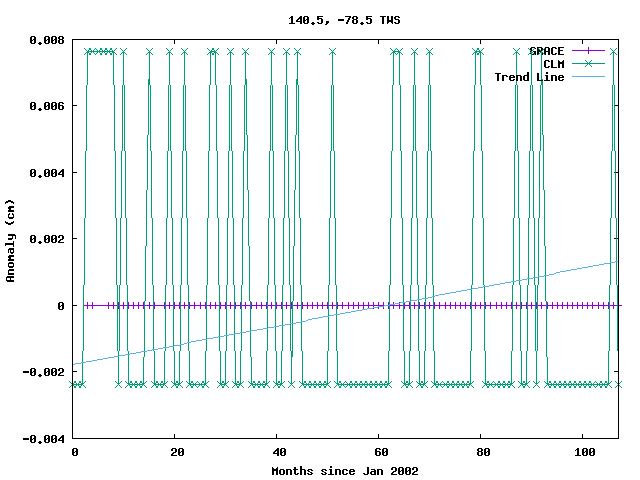 140.5, -78.5 TWS
0.008
0.006
0.004
0.002
0
-0.002
-0.004
Anomaly (cm)
GRACE
CLM
Trend Line
0 20 40 60 80 100
Months since Jan 2002